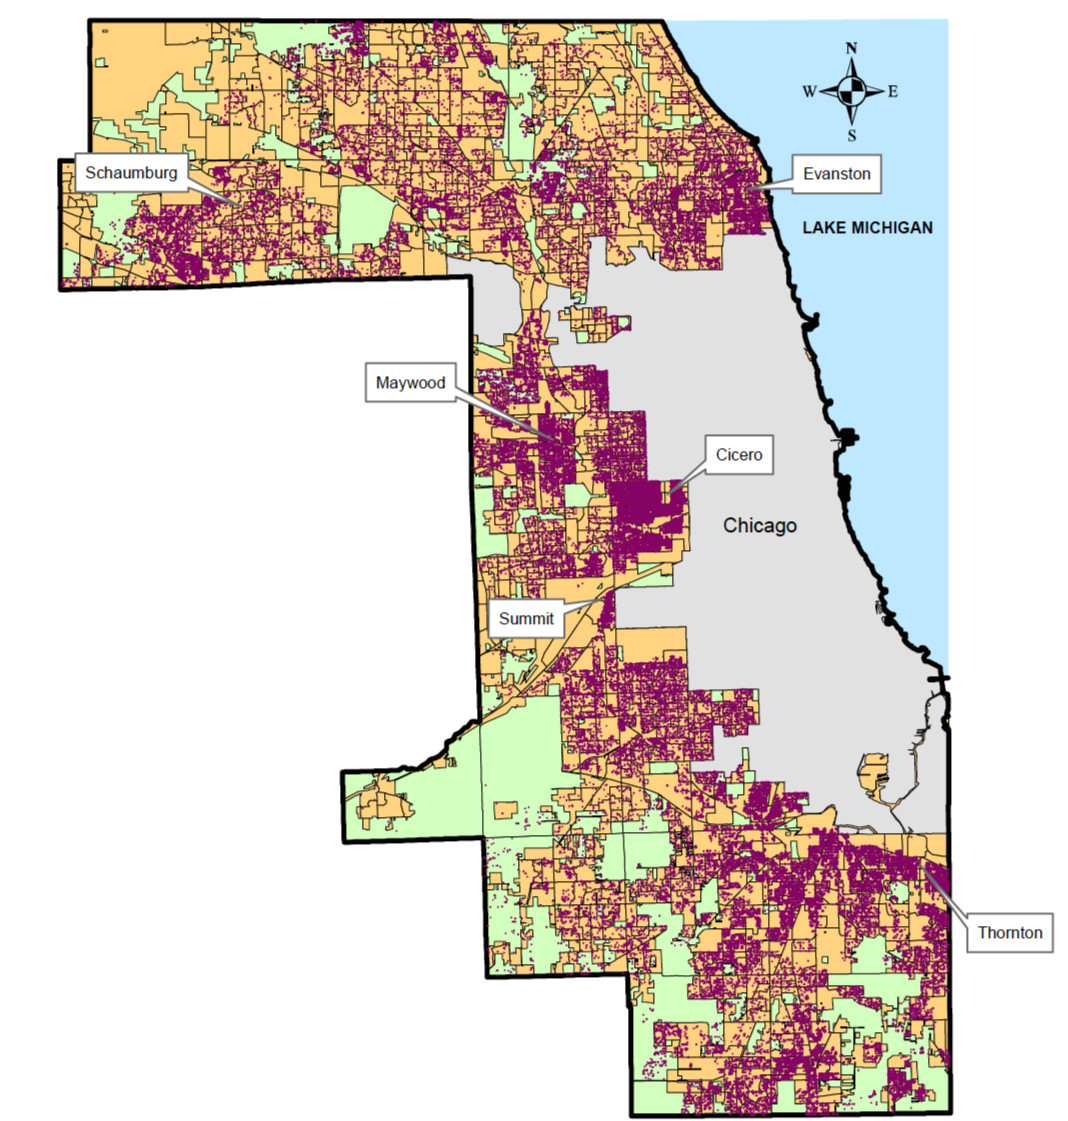 N
W E
S
Schaumburg
Evanston
LAKE MICHIGAN
Maywood
Cicero
Chicago
Summit
Thornton